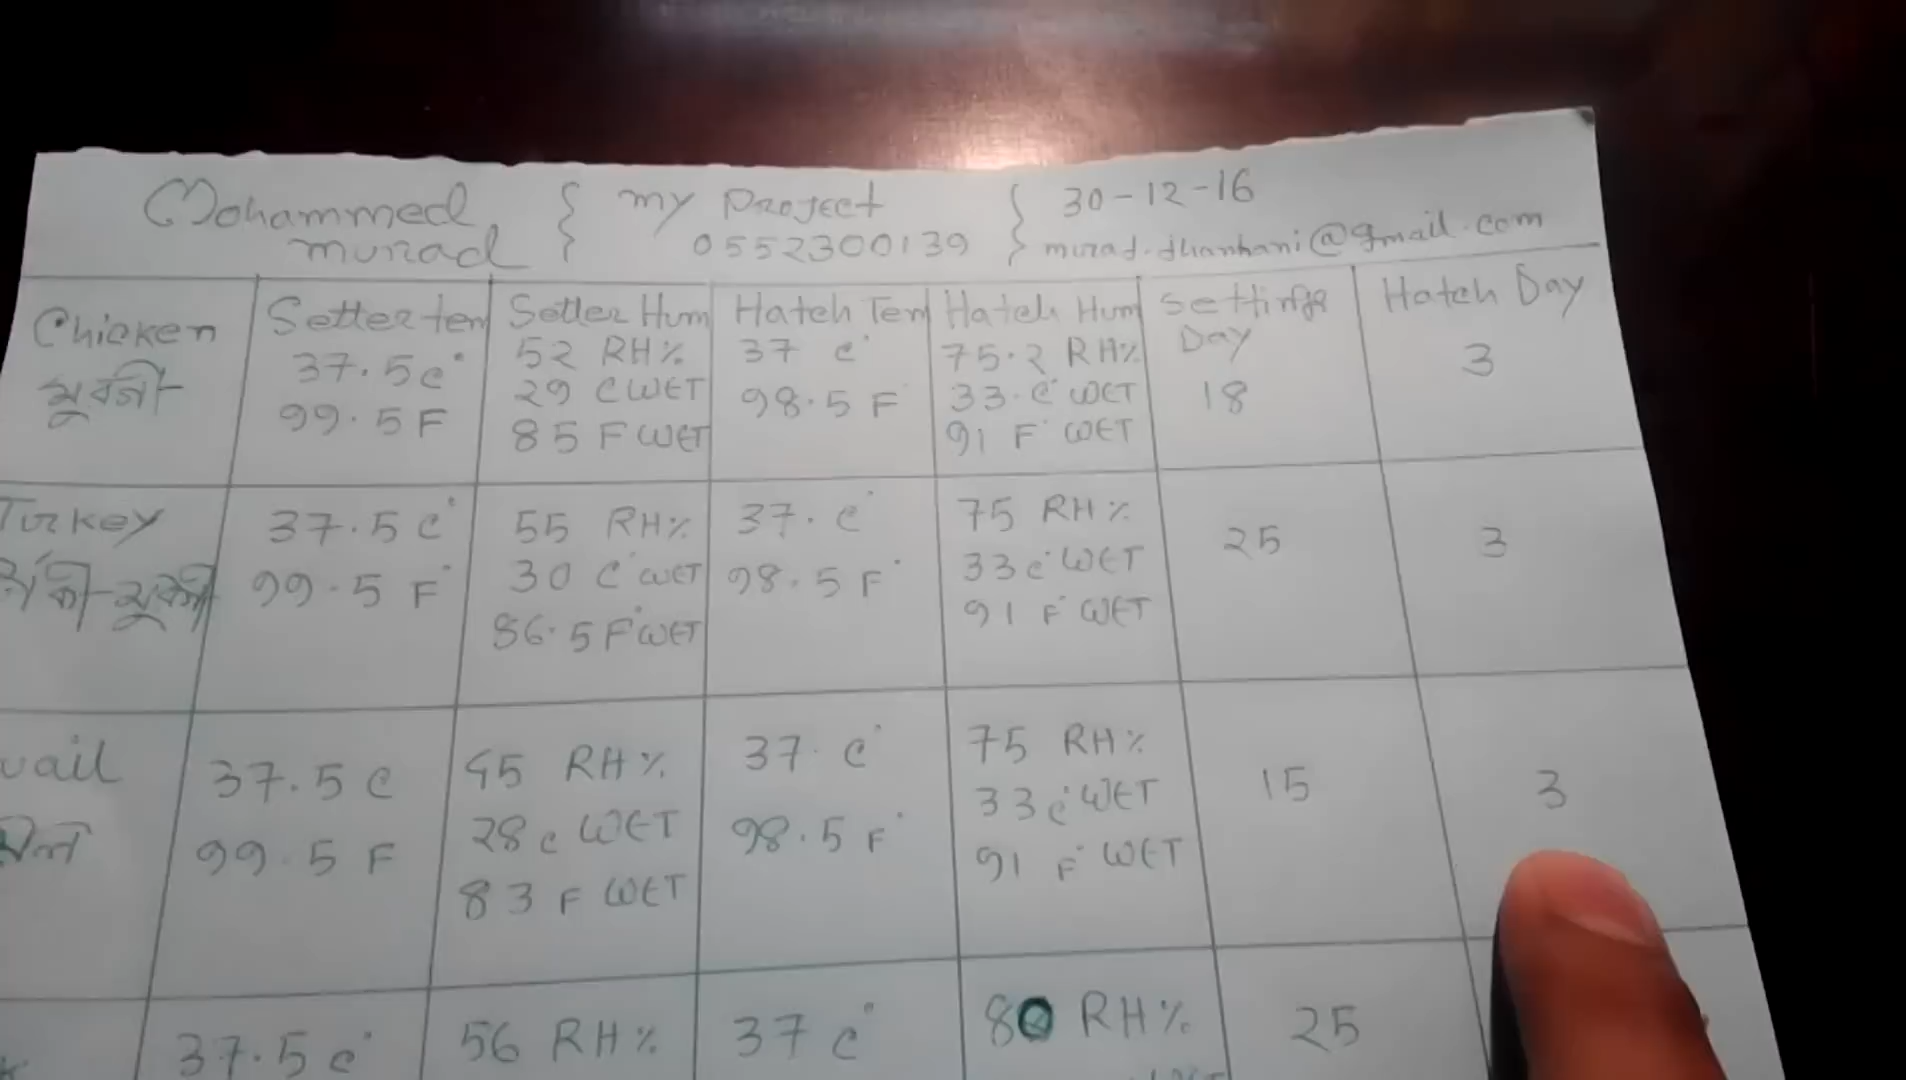 Mohammed murad
my Project
0552300139
30-12-16
murad.dhanhani@gmail.com
Chicken
মুরগী
Setter tem
37.5 c°
99.5 F
Setter Hum
52 RH%
29 C WET
85 F WET
Hatch Tem
37 c°
98.5 F°
Hatch Hum
75.2 RH%
33. c° WET
91 F° WET
Settings Day
18
Hatch Day
3
Turkey
37.5 c°
99.5 F°
55 RH%
30 C° WET
86.5 F° WET
37. c°
98.5 F°
75 RH%
33 c° WET
91 F° WET
25
3
uail
37.5 c
99.5 F
45 RH%
28 c WET
83 F WET
37. c°
98.5 F°
75 RH%
33 c° WET
91 F° WET
15
3
37.5 c°
56 RH%
37 c°
80 RH%
25